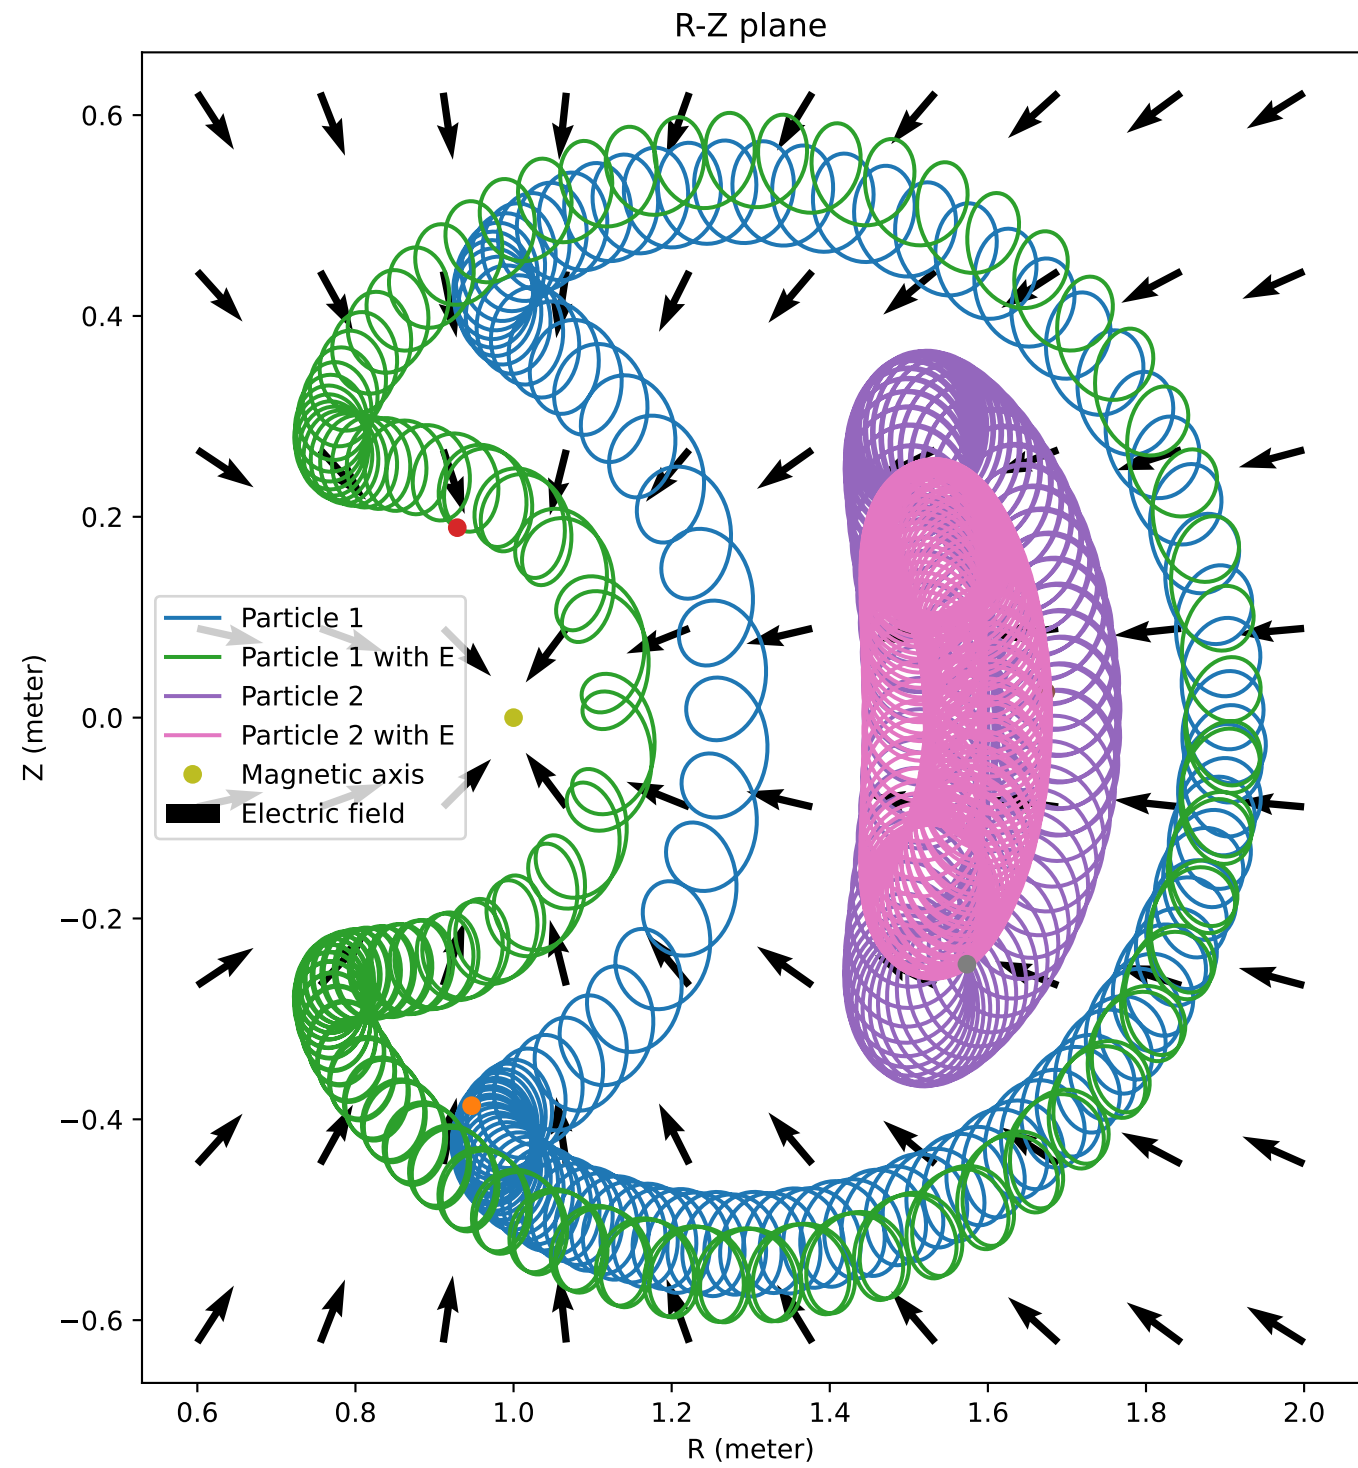 R-Z plane
0.6
0.4
0.2
0.0
−0.2
−0.4
−0.6
Z (meter)
Particle 1
Particle 1 with E
Particle 2
Particle 2 with E
Magnetic axis
Electric field
0.6 0.8 1.0 1.2 1.4 1.6 1.8 2.0
R (meter)